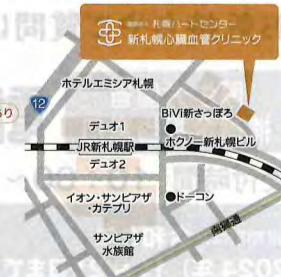 医療法人 札幌ハートセンター
新札幌心臓血管クリニック
ホテルエミシア札幌
12
デュオ1
BiVi新さっぽろ
JR新札幌駅
ホクノー新札幌ビル
デュオ2
イオン・サンピアザ
・カテプリ
ドーコン
サンピアザ
水族館
南郷通